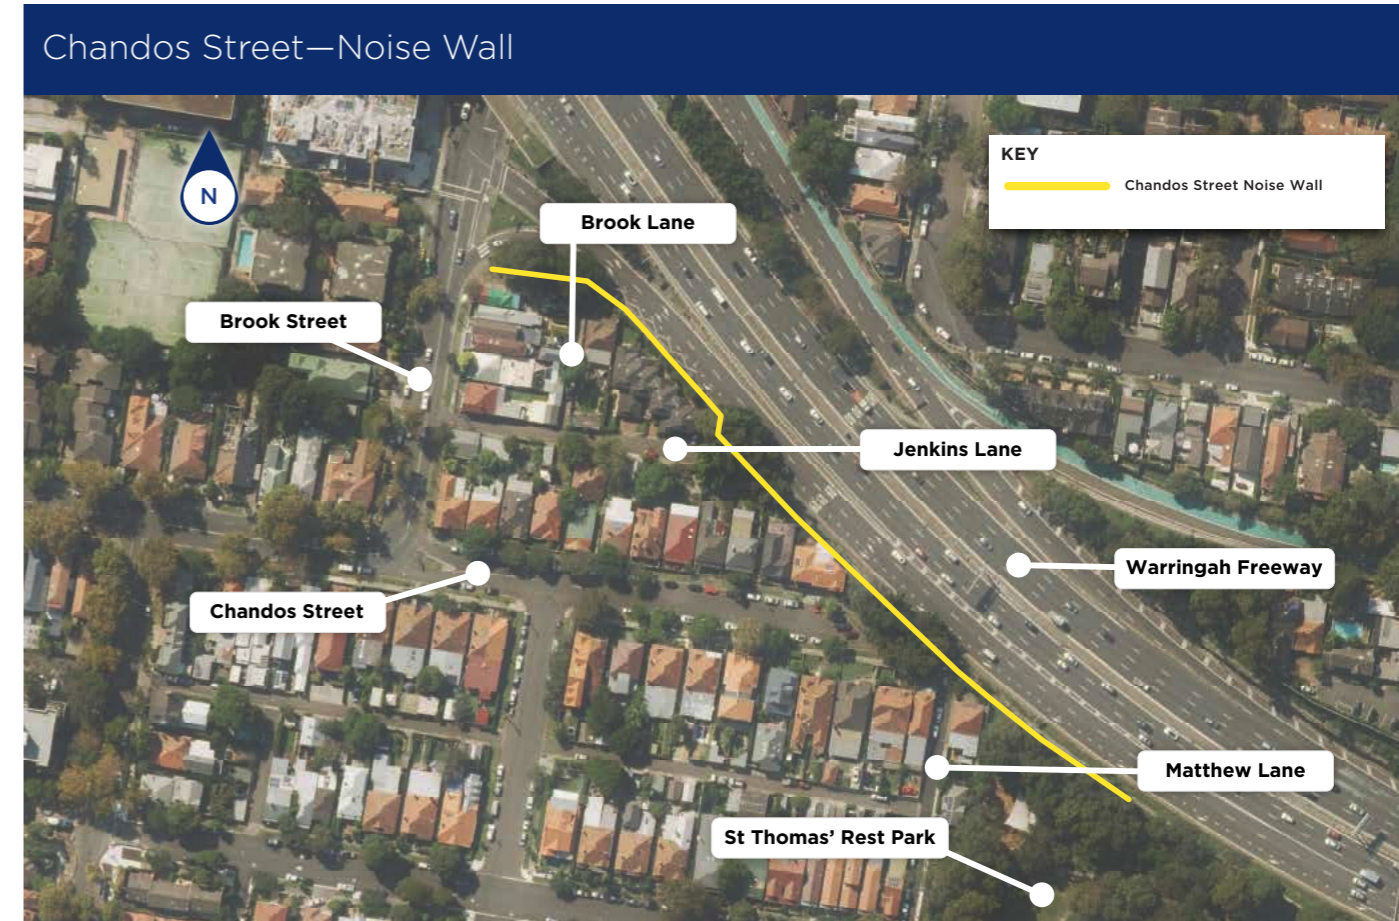 Chandos Street—Noise Wall
N
KEY
Chandos Street Noise Wall
Brook Lane
Brook Street
Jenkins Lane
Warringah Freeway
Chandos Street
Matthew Lane
St Thomas’ Rest Park